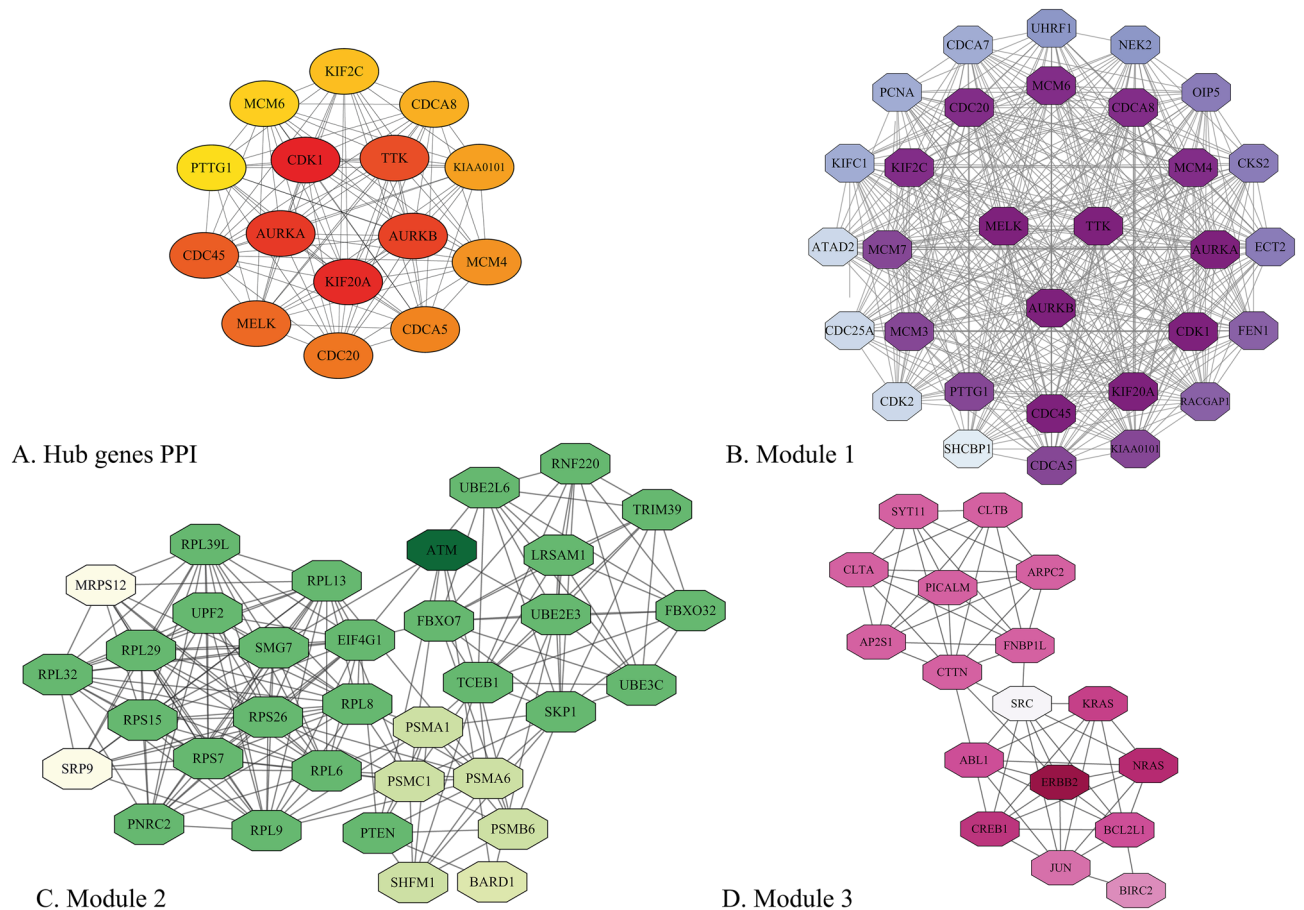 KIF2C
MCM6
CDCA8
PTTG1
CDK1
TTK
KIAA0101
AURKA
AURKB
CDC45
MCM4
KIF20A
MELK
CDCA5
CDC20
A. Hub genes PPI
UHRF1
CDCA7
NEK2
PCNA
MCM6
OIP5
CDC20
CDCA8
KIFC1
KIF2C
MCM4
CKS2
MELK
TTK
ATAD2
MCM7
AURKA
ECT2
AURKB
CDC25A
MCM3
CDK1
FEN1
CDK2
PTTG1
KIF20A
RACGAP1
CDC45
SHCBP1
KIAA0101
CDCA5
B. Module 1
RNF220
UBE2L6
TRIM39
RPL39L
ATM
LRSAM1
MRPS12
RPL13
UPF2
UBE2E3
FBXO32
FBXO7
EIF4G1
RPL29
SMG7
RPL32
TCEB1
UBE3C
RPL8
RPS15
RPS26
SKP1
PSMA1
RPS7
SRP9
RPL6
PSMC1
PSMA6
PNRC2
RPL9
PTEN
PSMB6
SHFM1
BARD1
C. Module 2
SYT11
CLTB
CLTA
ARPC2
PICALM
AP2S1
FNBP1L
CTTN
SRC
KRAS
ABL1
NRAS
ERBB2
CREB1
BCL2L1
JUN
BIRC2
D. Module 3